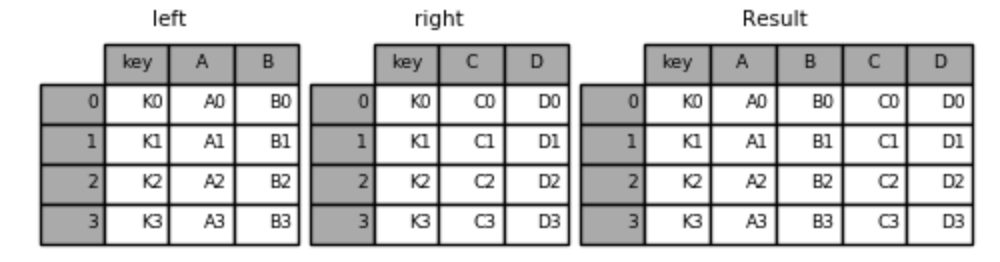 left right Result
key A B key C D key A B C D
0 K0 A0 B0 0 K0 C0 D0 0 K0 A0 B0 C0 D0
1 K1 A1 B1 1 K1 C1 D1 1 K1 A1 B1 C1 D1
2 K2 A2 B2 2 K2 C2 D2 2 K2 A2 B2 C2 D2
3 K3 A3 B3 3 K3 C3 D3 3 K3 A3 B3 C3 D3